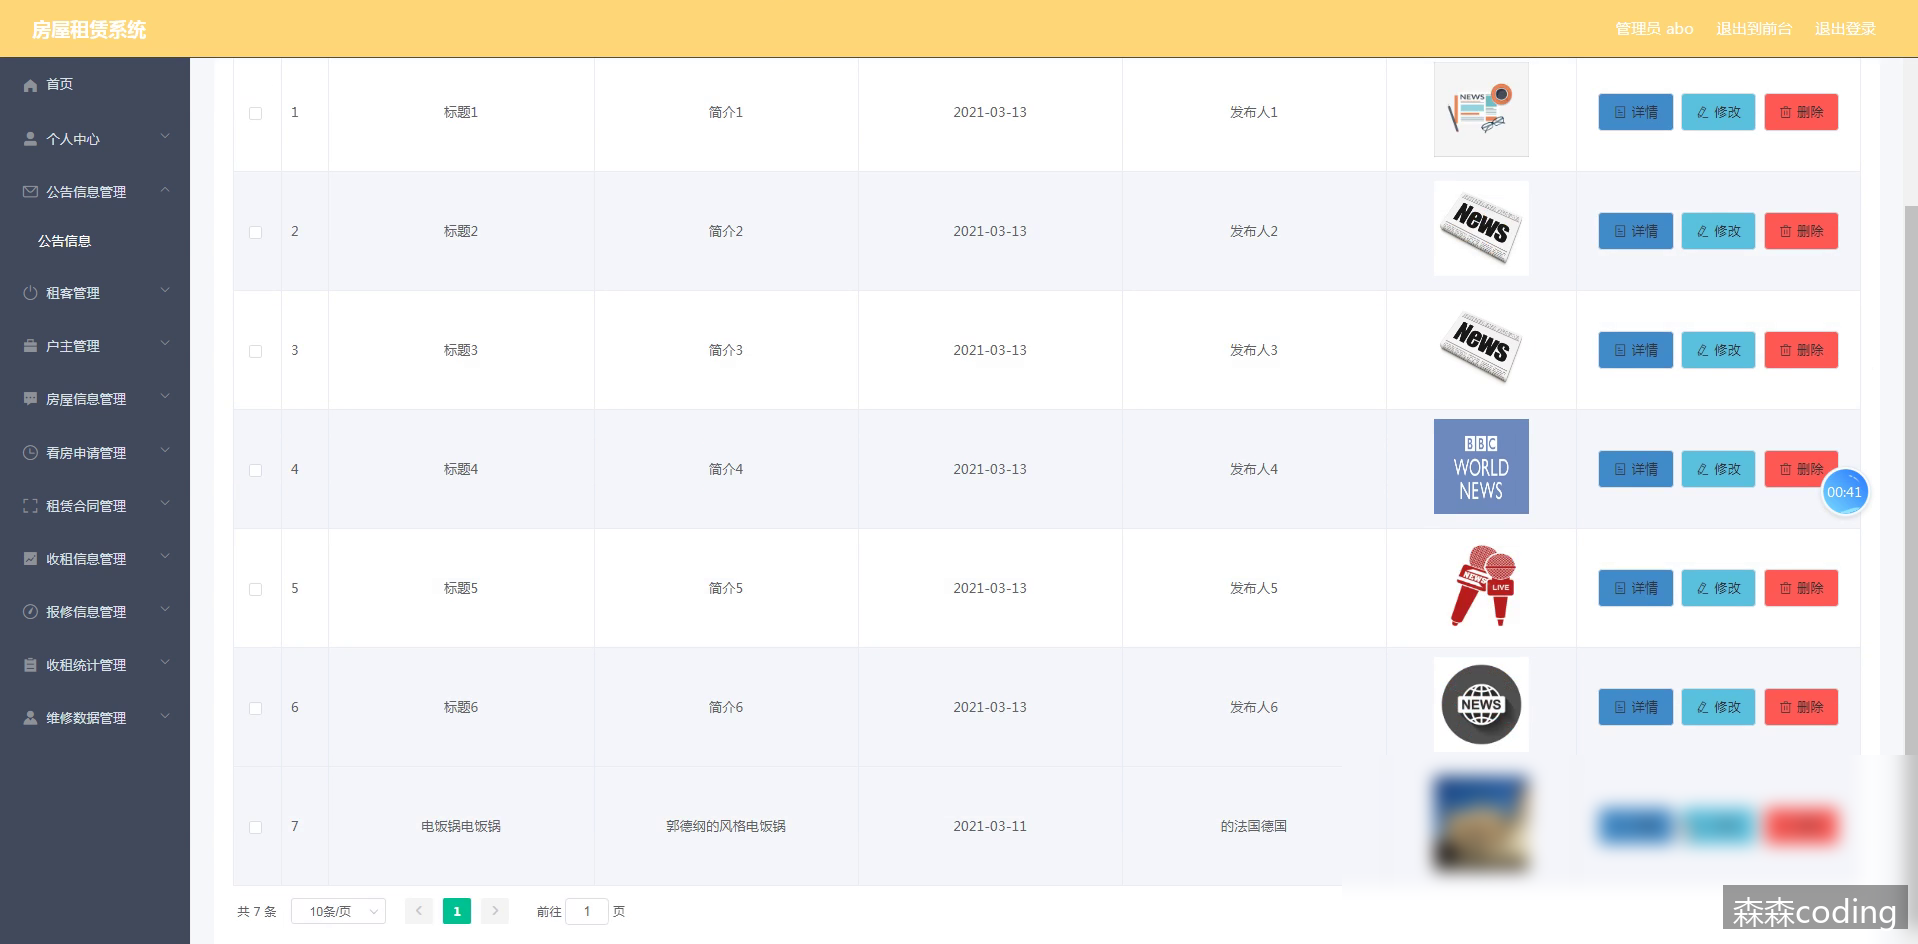 房屋租赁系统
管理员 abo 退出到前台 退出登录
首页
个人中心
公告信息管理
公告信息
租客管理
户主管理
房屋信息管理
看房申请管理
租赁合同管理
收租信息管理
报修信息管理
收租统计管理
维修数据管理
1 标题1 简介1 2021-03-13 发布人1 NEWS 详情 修改 删除
2 标题2 简介2 2021-03-13 发布人2 News 详情 修改 删除
3 标题3 简介3 2021-03-13 发布人3 News 详情 修改 删除
4 标题4 简介4 2021-03-13 发布人4 BBC WORLD NEWS 详情 修改 删除
00:41
5 标题5 简介5 2021-03-13 发布人5 NEWS LIVE 详情 修改 删除
6 标题6 简介6 2021-03-13 发布人6 NEWS 详情 修改 删除
7 电饭锅电饭锅 郭德纲的风格电饭锅 2021-03-11 的法国德国
共 7 条 10条/页 1 前往 1 页
森森coding